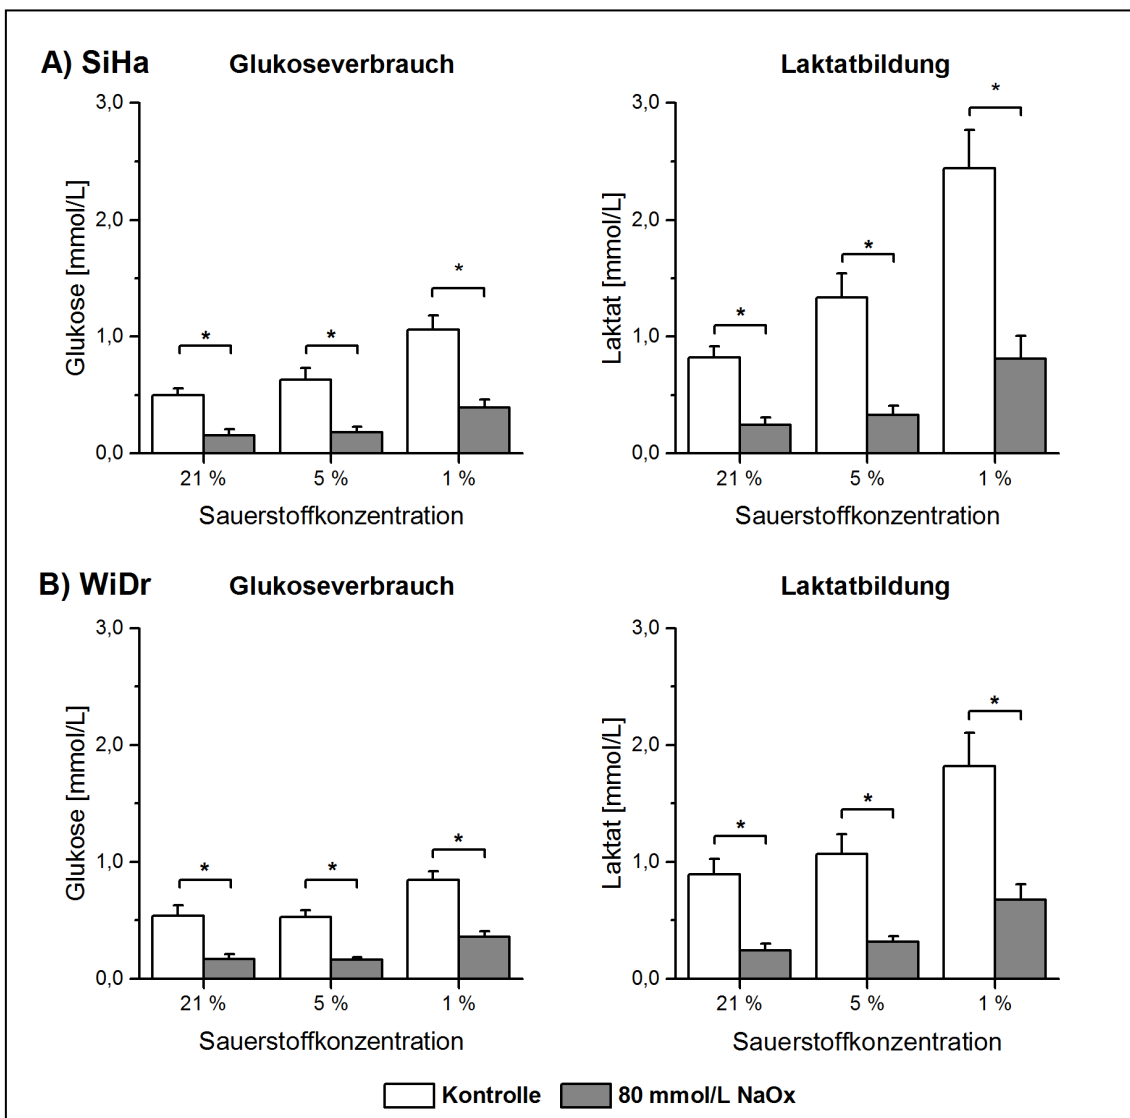 A) SiHa
Glukoseverbrauch
Laktatbildung
Glukose [mmol/L]
3,0
2,0
1,0
0,0
*
*
*
21 %
5 %
1 %
Sauerstoffkonzentration
Laktat [mmol/L]
3,0
2,0
1,0
0,0
*
*
*
21 %
5 %
1 %
Sauerstoffkonzentration
B) WiDr
Glukoseverbrauch
Laktatbildung
Glukose [mmol/L]
3,0
2,0
1,0
0,0
*
*
*
21 %
5 %
1 %
Sauerstoffkonzentration
Laktat [mmol/L]
3,0
2,0
1,0
0,0
*
*
*
21 %
5 %
1 %
Sauerstoffkonzentration
Kontrolle
80 mmol/L NaOx